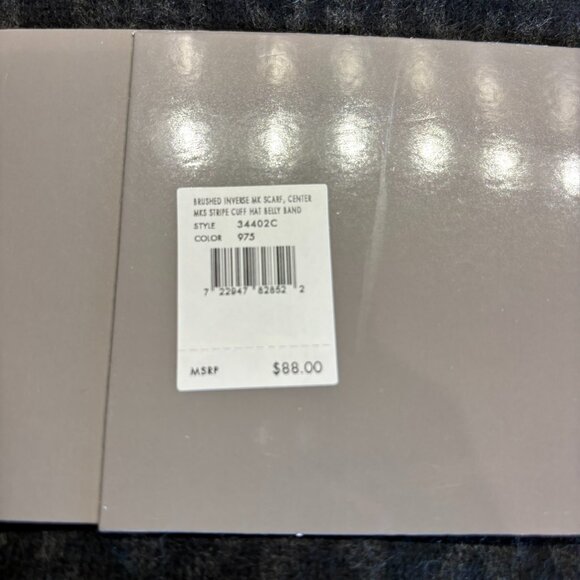 BRUSHED INVERSE MK SCARF, CENTER
MKS STRIPE CUFF HAT BELLY BAND
STYLE 34402C
COLOR 975
7 22947 82852 2
MSRP $88.00